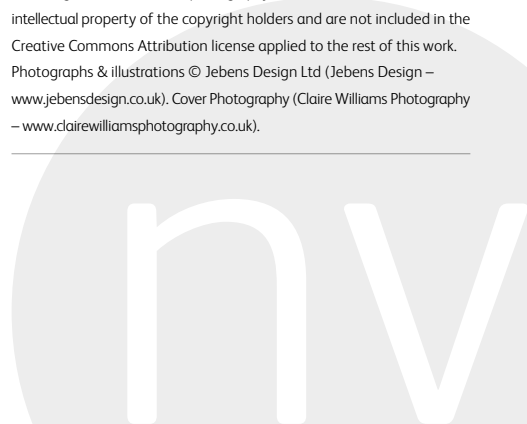 intellectual property of the copyright holders and are not included in the
Creative Commons Attribution license applied to the rest of this work.
Photographs & illustrations © Jebens Design Ltd (Jebens Design –
www.jebensdesign.co.uk). Cover Photography (Claire Williams Photography
– www.clairewilliamsphotography.co.uk).
nv